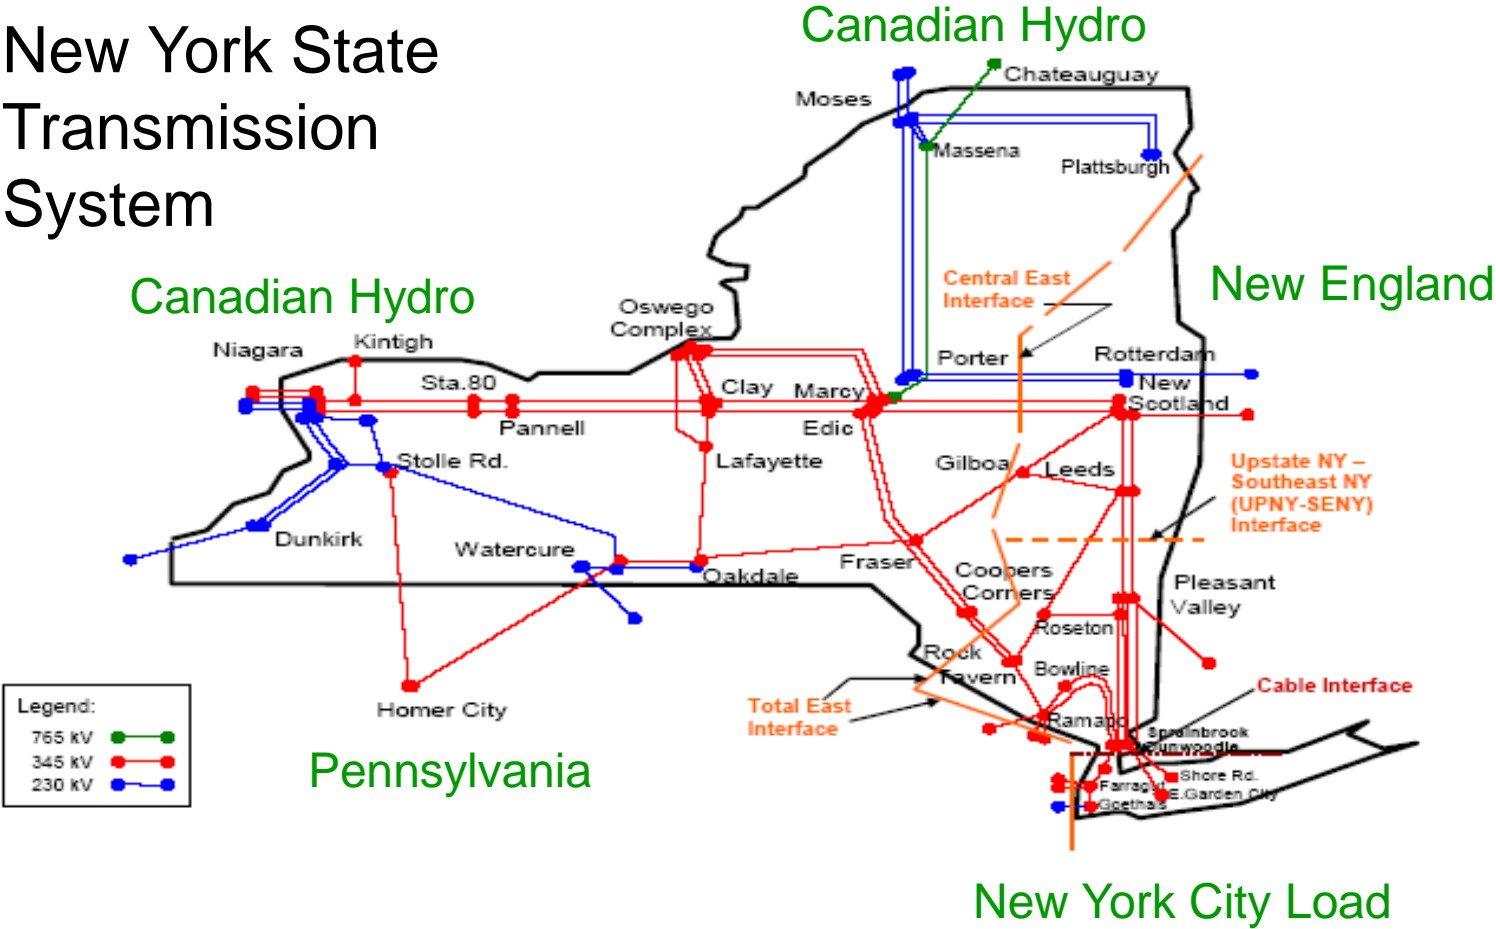 New York State
Transmission
System
Canadian Hydro
Chateauguay
Moses
Massena
Plattsburgh
Canadian Hydro
New England
Central East
Interface
Oswego
Complex
Niagara
Kintigh
Porter
Rotterdam
Sta.80
Clay
Marcy
New
Scotland
Pannell
Edic
Stolle Rd.
Lafayette
Gilboa
Leeds
Upstate NY –
Southeast NY
(UPNY-SENY)
Interface
Dunkirk
Watercure
Oakdale
Fraser
Coopers
Corners
Pleasant
Valley
Roseton
Rock
Tavern
Bowline
Cable Interface
Homer City
Total East
Interface
Ramapo
Sprainbrook
Dunwoodie
Legend:
765 kV
345 kV
230 kV
Pennsylvania
Shore Rd.
Farragut
E.Garden City
Goethals
New York City Load